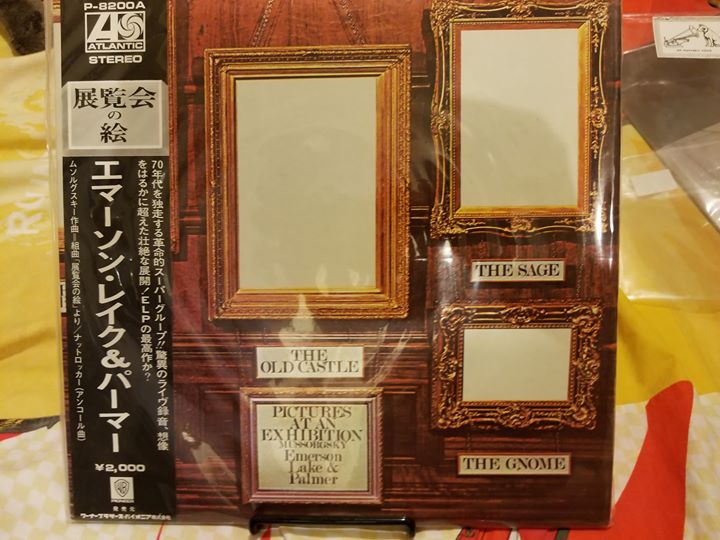 P-8200A
ATLANTIC
STEREO
展覧会
の
絵
エマーソン・レイク&パーマー
70年代を独走する革命的スーパーグループ!!驚異のライヴ録音、想像
をはるかに超えた壮絶な展開!ELPの最高作か?
ムソルグスキー作曲=組曲「展覧会の絵」より/ナットロッカー(アンコール曲)
¥2,000
PIONEER
発売元
ワーナー・ブラザーズ・パイオニア株式会社
THE
OLD CASTLE
PICTURES
AT AN
EXHIBITION
MUSSORGSKY
Emerson
Lake &
Palmer
THE SAGE
THE GNOME